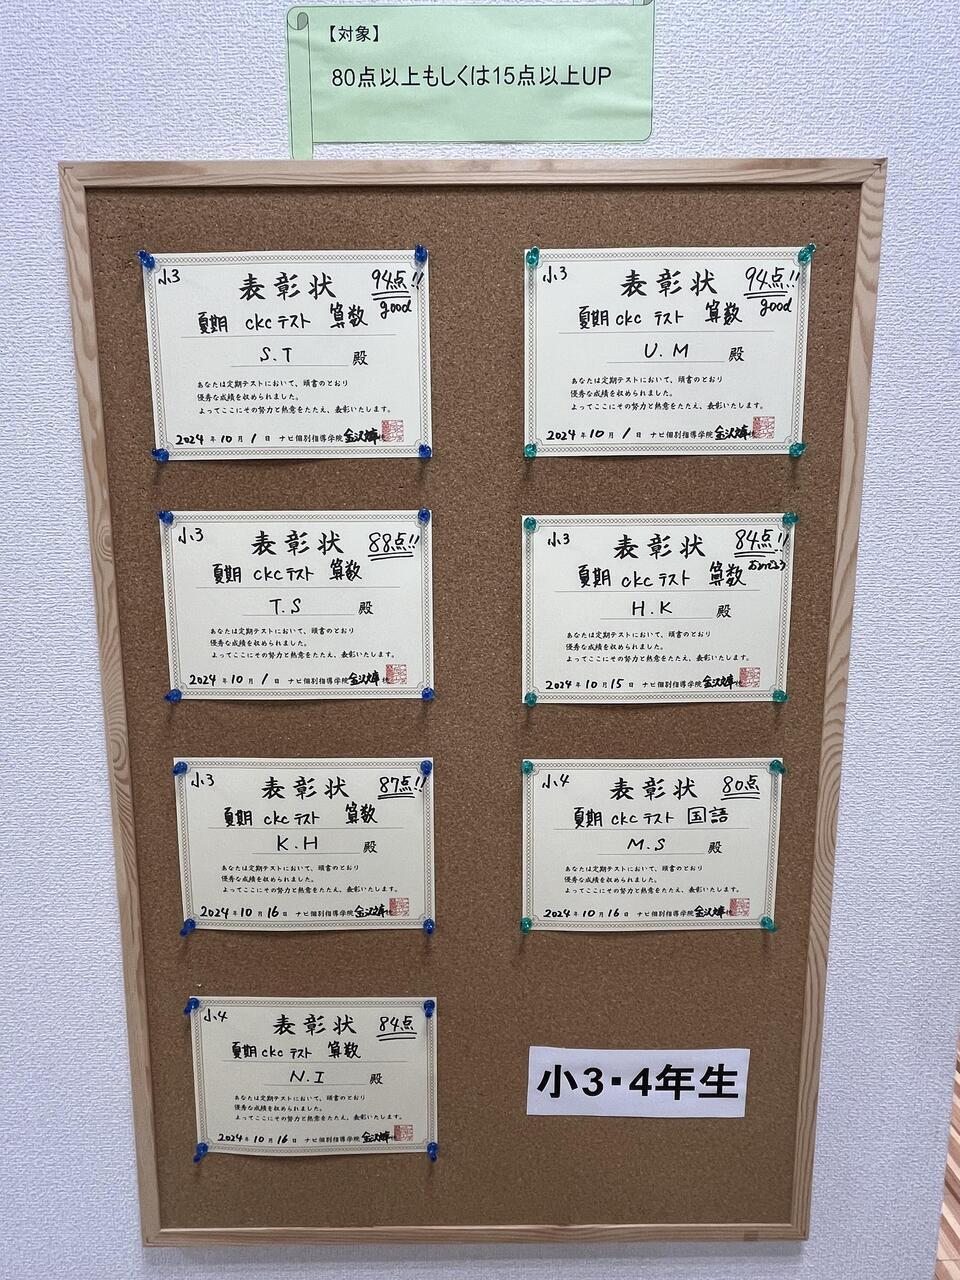 【対象】
80点以上もしくは15点以上UP
小3
表彰状
94点!!
good
夏期 ckc テスト 算数
S.T 殿
あなたは定期テストにおいて、頭書のとおり
優秀な成績を収められました。
よってここにその努力と熱意をたたえ、表彰いたします。
2024年10月1日 ナビ個別指導学院
小3
表彰状
94点!!
good
夏期 ckc テスト 算数
U.M 殿
あなたは定期テストにおいて、頭書のとおり
優秀な成績を収められました。
よってここにその努力と熱意をたたえ、表彰いたします。
2024年10月1日 ナビ個別指導学院
小3
表彰状
88点!!
夏期 ckc テスト 算数
T.S 殿
あなたは定期テストにおいて、頭書のとおり
優秀な成績を収められました。
よってここにその努力と熱意をたたえ、表彰いたします。
2024年10月1日 ナビ個別指導学院
小3
表彰状
84点!!
おめでとう
夏期 ckc テスト 算数
H.K 殿
あなたは定期テストにおいて、頭書のとおり
優秀な成績を収められました。
よってここにその努力と熱意をたたえ、表彰いたします。
2024年10月15日 ナビ個別指導学院
小3
表彰状
87点!!
夏期 ckc テスト 算数
K.H 殿
あなたは定期テストにおいて、頭書のとおり
優秀な成績を収められました。
よってここにその努力と熱意をたたえ、表彰いたします。
2024年10月16日 ナビ個別指導学院
小4
表彰状
80点
夏期 ckc テスト 国語
M.S 殿
あなたは定期テストにおいて、頭書のとおり
優秀な成績を収められました。
よってここにその努力と熱意をたたえ、表彰いたします。
2024年10月16日 ナビ個別指導学院
小4
表彰状
84点
夏期 ckc テスト 算数
N.I 殿
あなたは定期テストにおいて、頭書のとおり
優秀な成績を収められました。
よってここにその努力と熱意をたたえ、表彰いたします。
2024年10月16日 ナビ個別指導学院
小3・4年生